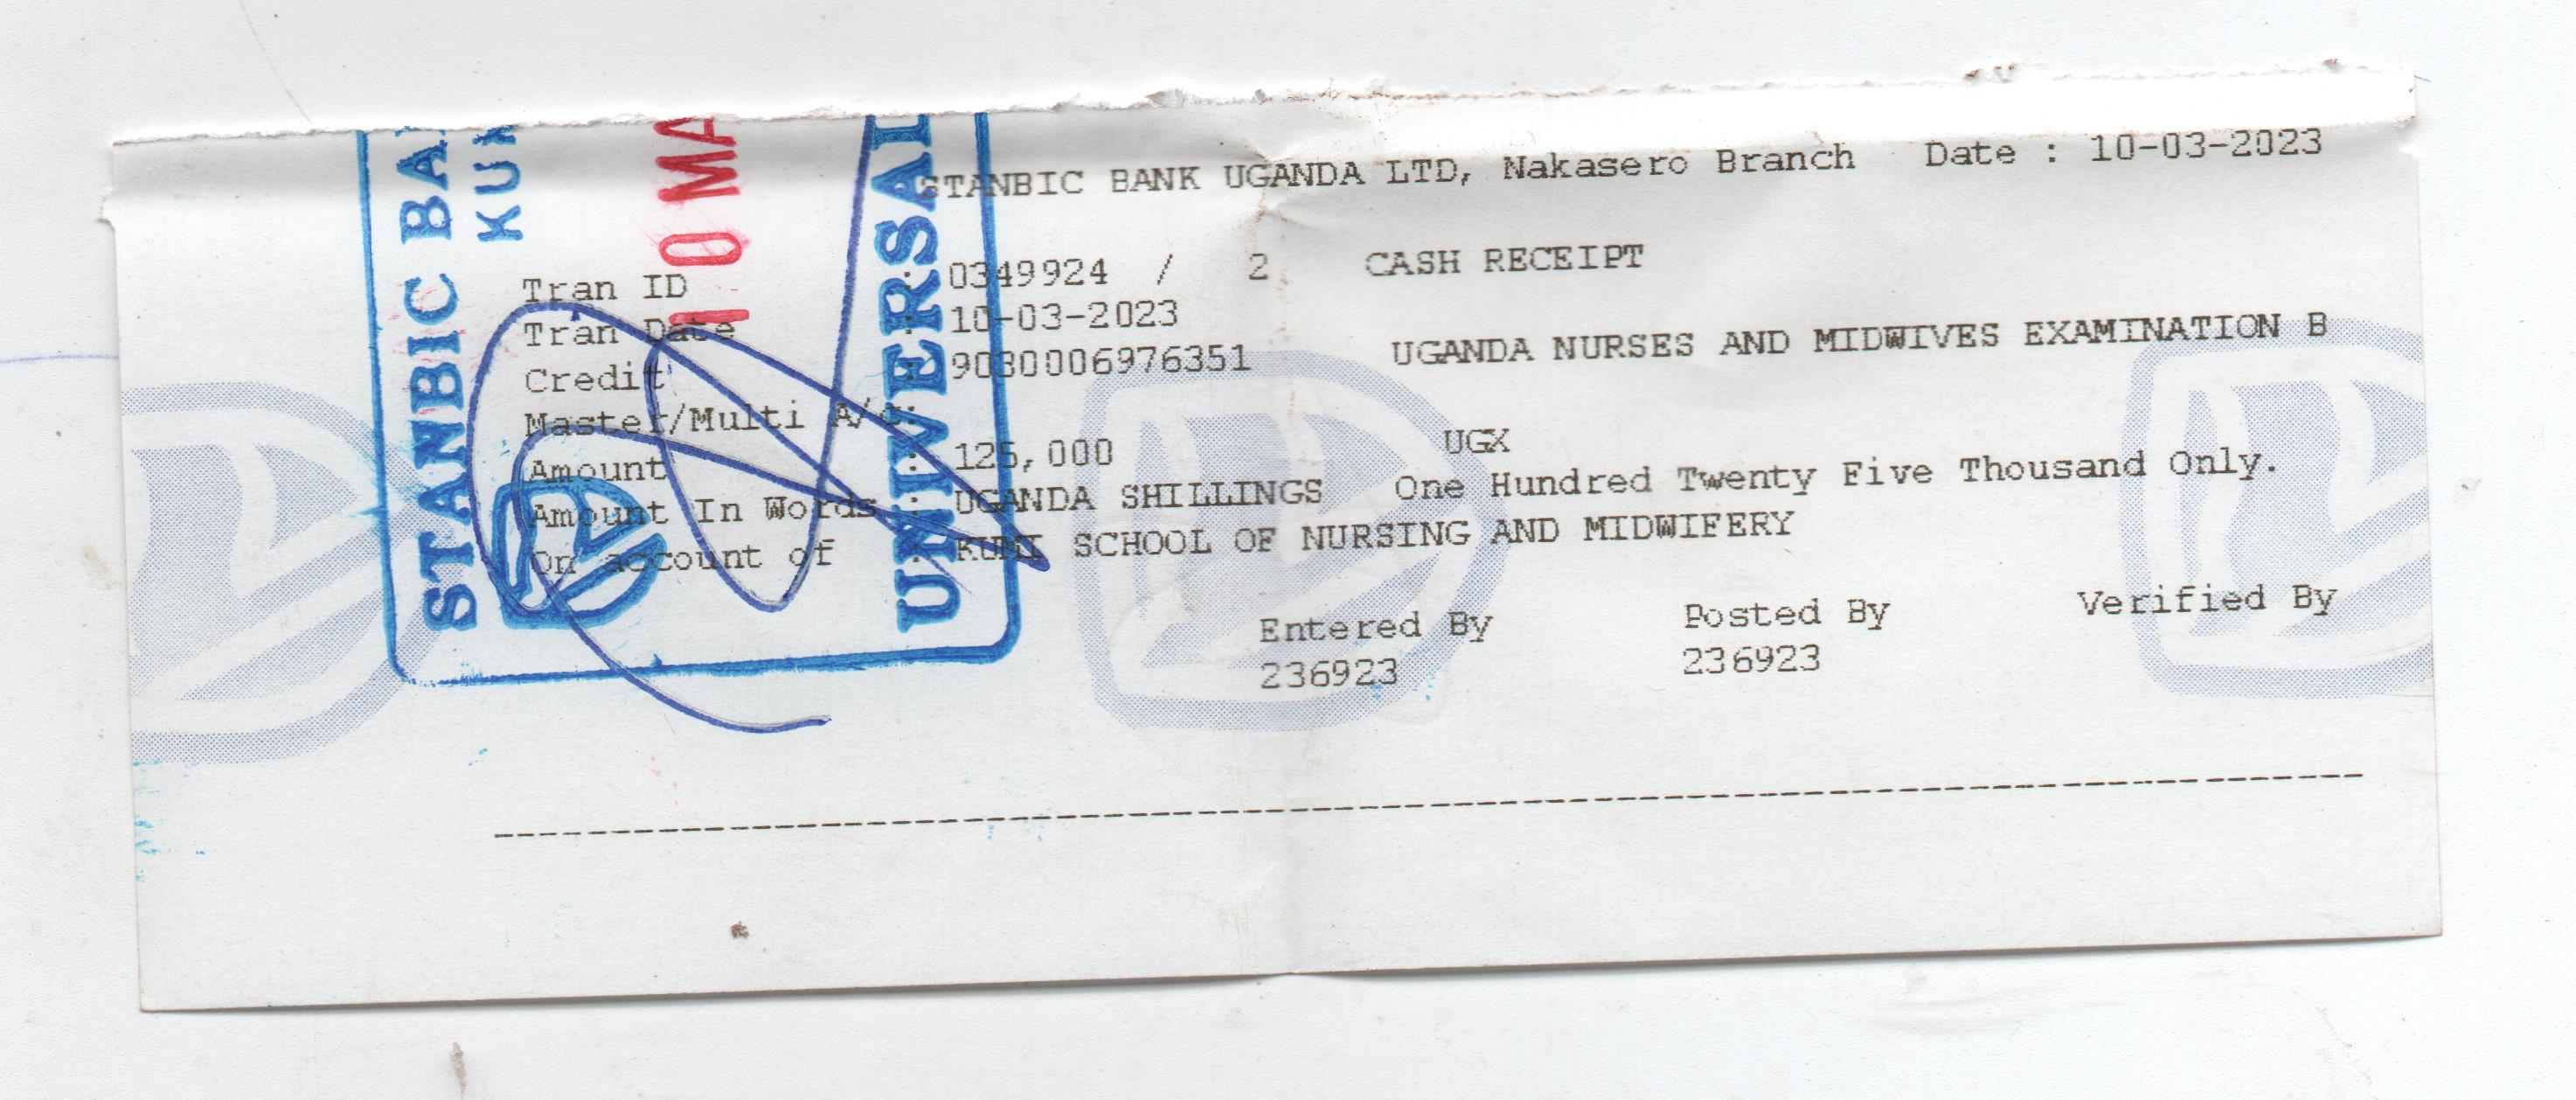 STANBIC BANK UGANDA LTD, Nakasero Branch Date : 10-03-2023
Tran ID : 0349924 / 2 CASH RECEIPT
Tran Date : 10-03-2023
Credit : 9030006976351 UGANDA NURSES AND MIDWIVES EXAMINATION B
Master/Multi A/c:
Amount : 125,000 UGX
Amount In Words : UGANDA SHILLINGS One Hundred Twenty Five Thousand Only.
On account of : KUMI SCHOOL OF NURSING AND MIDWIFERY
Entered By Posted By Verified By
236923 236923
STANBIC BA
KU
10 MA
UNIVERSAL